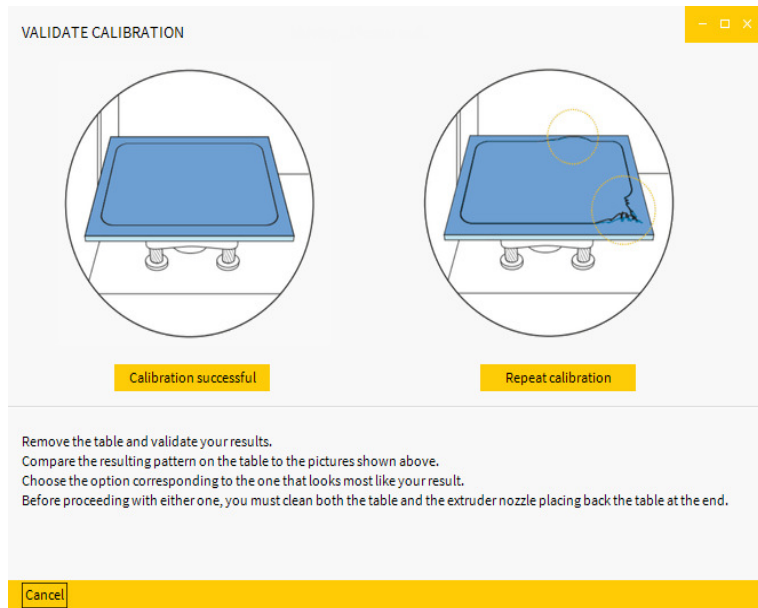 VALIDATE CALIBRATION
Calibration successful
Repeat calibration
Remove the table and validate your results.
Compare the resulting pattern on the table to the pictures shown above.
Choose the option corresponding to the one that looks most like your result.
Before proceeding with either one, you must clean both the table and the extruder nozzle placing back the table at the end.
Cancel